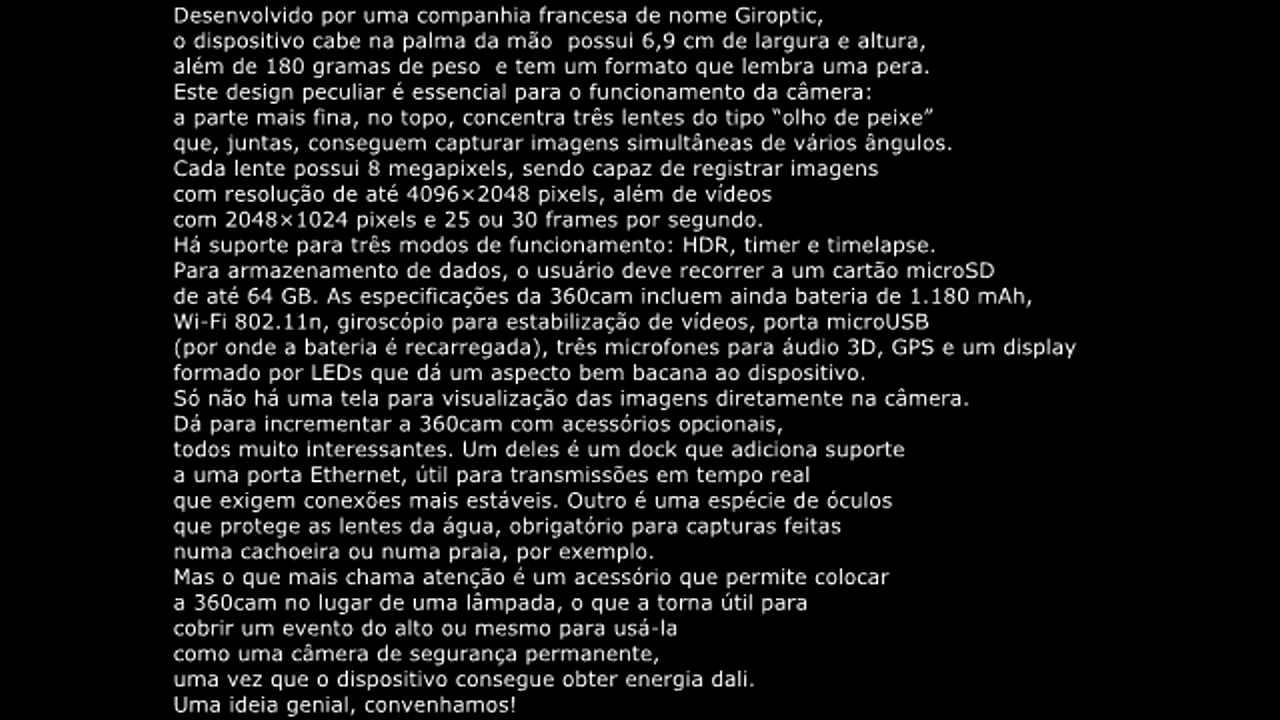 Desenvolvido por uma companhia francesa de nome Giroptic,
o dispositivo cabe na palma da mão  possui 6,9 cm de largura e altura,
além de 180 gramas de peso  e tem um formato que lembra uma pera.
Este design peculiar é essencial para o funcionamento da câmera:
a parte mais fina, no topo, concentra três lentes do tipo “olho de peixe”
que, juntas, conseguem capturar imagens simultâneas de vários ângulos.
Cada lente possui 8 megapixels, sendo capaz de registrar imagens
com resolução de até 4096×2048 pixels, além de vídeos
com 2048×1024 pixels e 25 ou 30 frames por segundo.
Há suporte para três modos de funcionamento: HDR, timer e timelapse.
Para armazenamento de dados, o usuário deve recorrer a um cartão microSD
de até 64 GB. As especificações da 360cam incluem ainda bateria de 1.180 mAh,
Wi-Fi 802.11n, giroscópio para estabilização de vídeos, porta microUSB
(por onde a bateria é recarregada), três microfones para áudio 3D, GPS e um display
formado por LEDs que dá um aspecto bem bacana ao dispositivo.
Só não há uma tela para visualização das imagens diretamente na câmera.
Dá para incrementar a 360cam com acessórios opcionais,
todos muito interessantes. Um deles é um dock que adiciona suporte
a uma porta Ethernet, útil para transmissões em tempo real
que exigem conexões mais estáveis. Outro é uma espécie de óculos
que protege as lentes da água, obrigatório para capturas feitas
numa cachoeira ou numa praia, por exemplo.
Mas o que mais chama atenção é um acessório que permite colocar
a 360cam no lugar de uma lâmpada, o que a torna útil para
cobrir um evento do alto ou mesmo para usá-la
como uma câmera de segurança permanente,
uma vez que o dispositivo consegue obter energia dali.
Uma ideia genial, convenhamos!